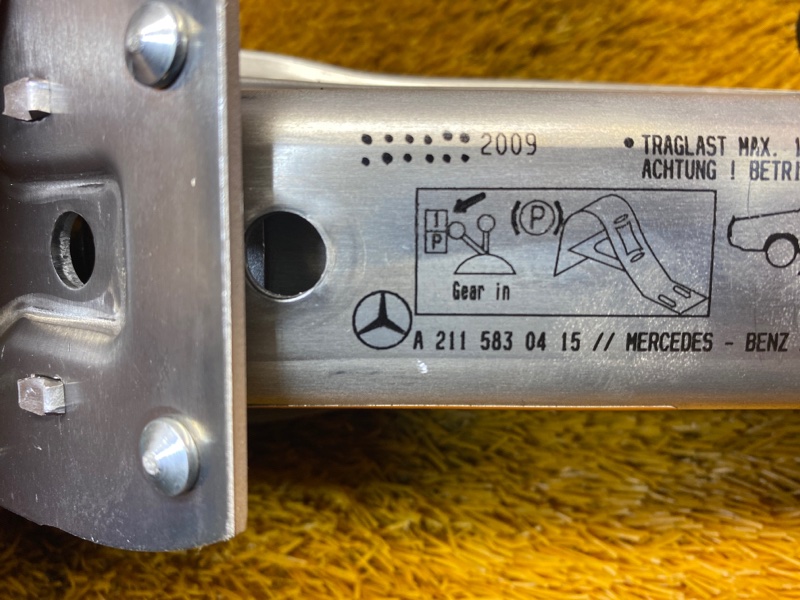 2009
• TRAGLAST MAX.
ACHTUNG ! BETRI
I
P
(P)
Gear in
A 211 583 04 15 // MERCEDES - BENZ